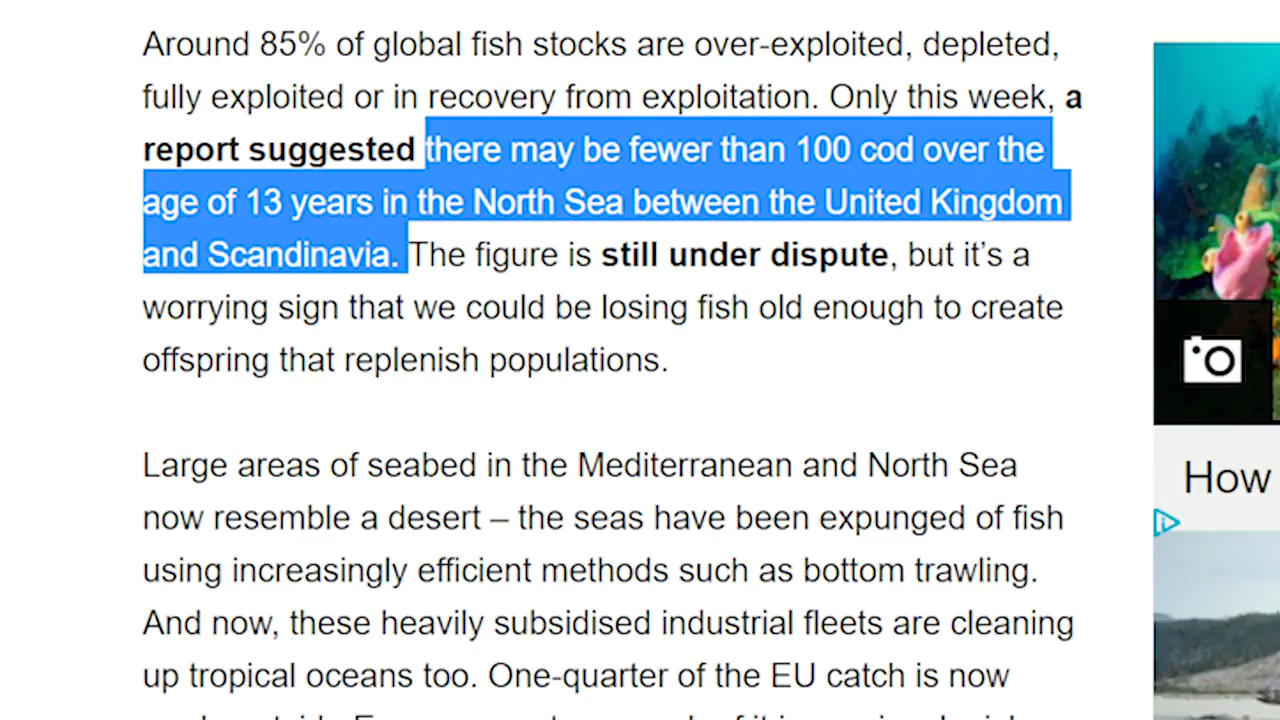 Around 85% of global fish stocks are over-exploited, depleted,
fully exploited or in recovery from exploitation. Only this week, a
report suggested there may be fewer than 100 cod over the
age of 13 years in the North Sea between the United Kingdom
and Scandinavia. The figure is still under dispute, but it’s a
worrying sign that we could be losing fish old enough to create
offspring that replenish populations.
Large areas of seabed in the Mediterranean and North Sea
now resemble a desert – the seas have been expunged of fish
using increasingly efficient methods such as bottom trawling.
And now, these heavily subsidised industrial fleets are cleaning
up tropical oceans too. One-quarter of the EU catch is now
How